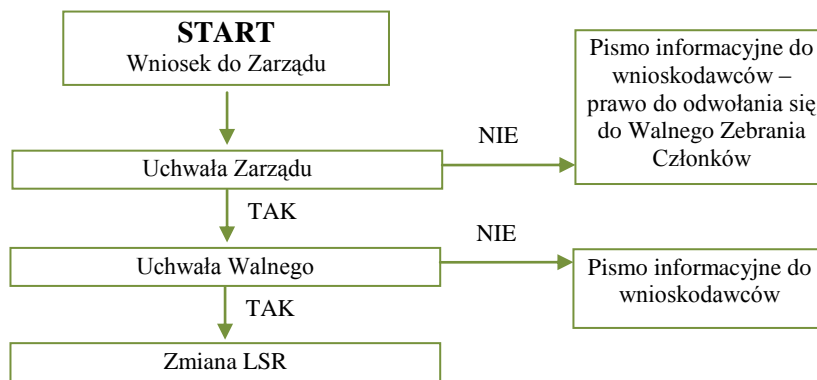 START
Wniosek do Zarządu
Pismo informacyjne do
wnioskodawców –
prawo do odwołania się
do Walnego Zebrania
Członków
NIE
Uchwała Zarządu
TAK
NIE
Uchwała Walnego
Pismo informacyjne do
wnioskodawców
TAK
Zmiana LSR